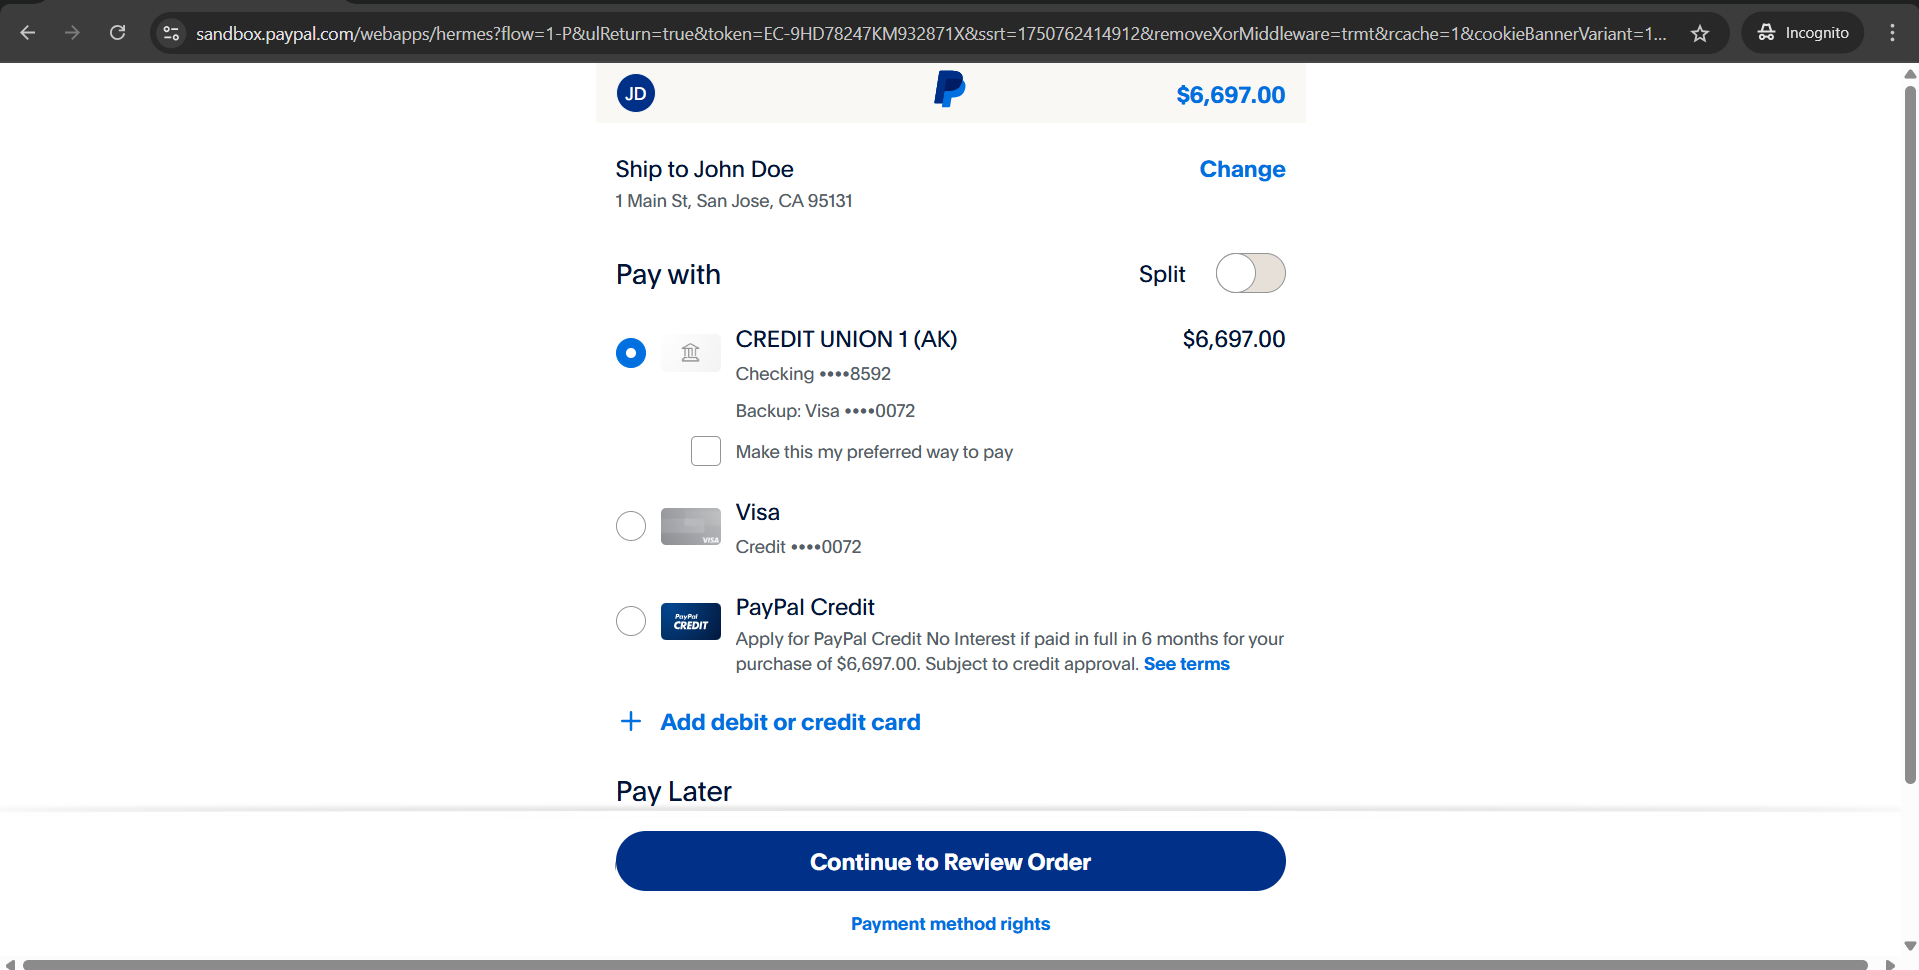 sandbox.paypal.com/webapps/hermes?flow=1-P&ulReturn=true&token=EC-9HD78247KM932871X&ssrt=1750762414912&removeXorMiddleware=trmt&rcache=1&cookieBannerVariant=1...
Incognito
JD
$6,697.00
Ship to John Doe
Change
1 Main St, San Jose, CA 95131
Pay with
Split
CREDIT UNION 1 (AK)
$6,697.00
Checking ••••8592
Backup: Visa ••••0072
Make this my preferred way to pay
Visa
VISA
Credit ••••0072
PayPal Credit
PayPal
CREDIT
Apply for PayPal Credit No Interest if paid in full in 6 months for your
purchase of $6,697.00. Subject to credit approval. See terms
+ Add debit or credit card
Pay Later
Continue to Review Order
Payment method rights